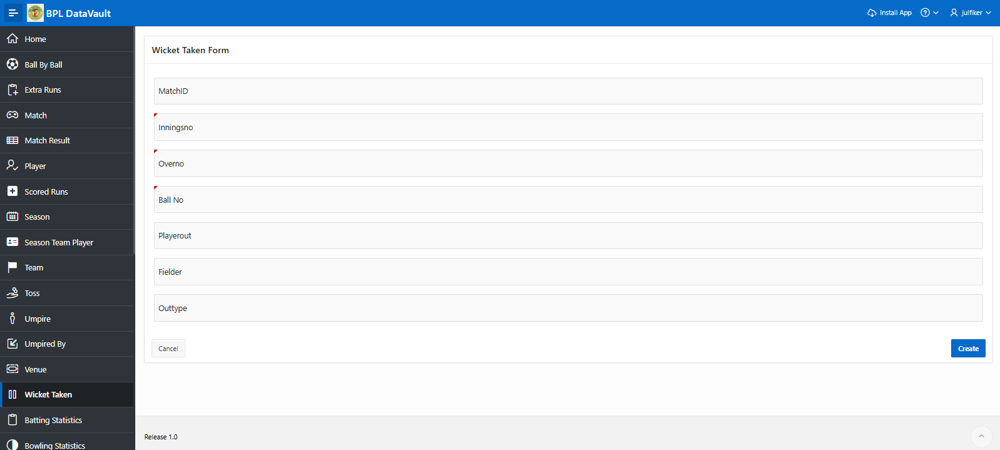 BPL DataVault
Install App
julfiker
Home
Ball By Ball
Extra Runs
Match
Match Result
Player
Scored Runs
Season
Season Team Player
Team
Toss
Umpire
Umpired By
Venue
Wicket Taken
Batting Statistics
Bowling Statistics
Wicket Taken Form
MatchID
Inningsno
Overno
Ball No
Playerout
Fielder
Outtype
Cancel
Create
Release 1.0